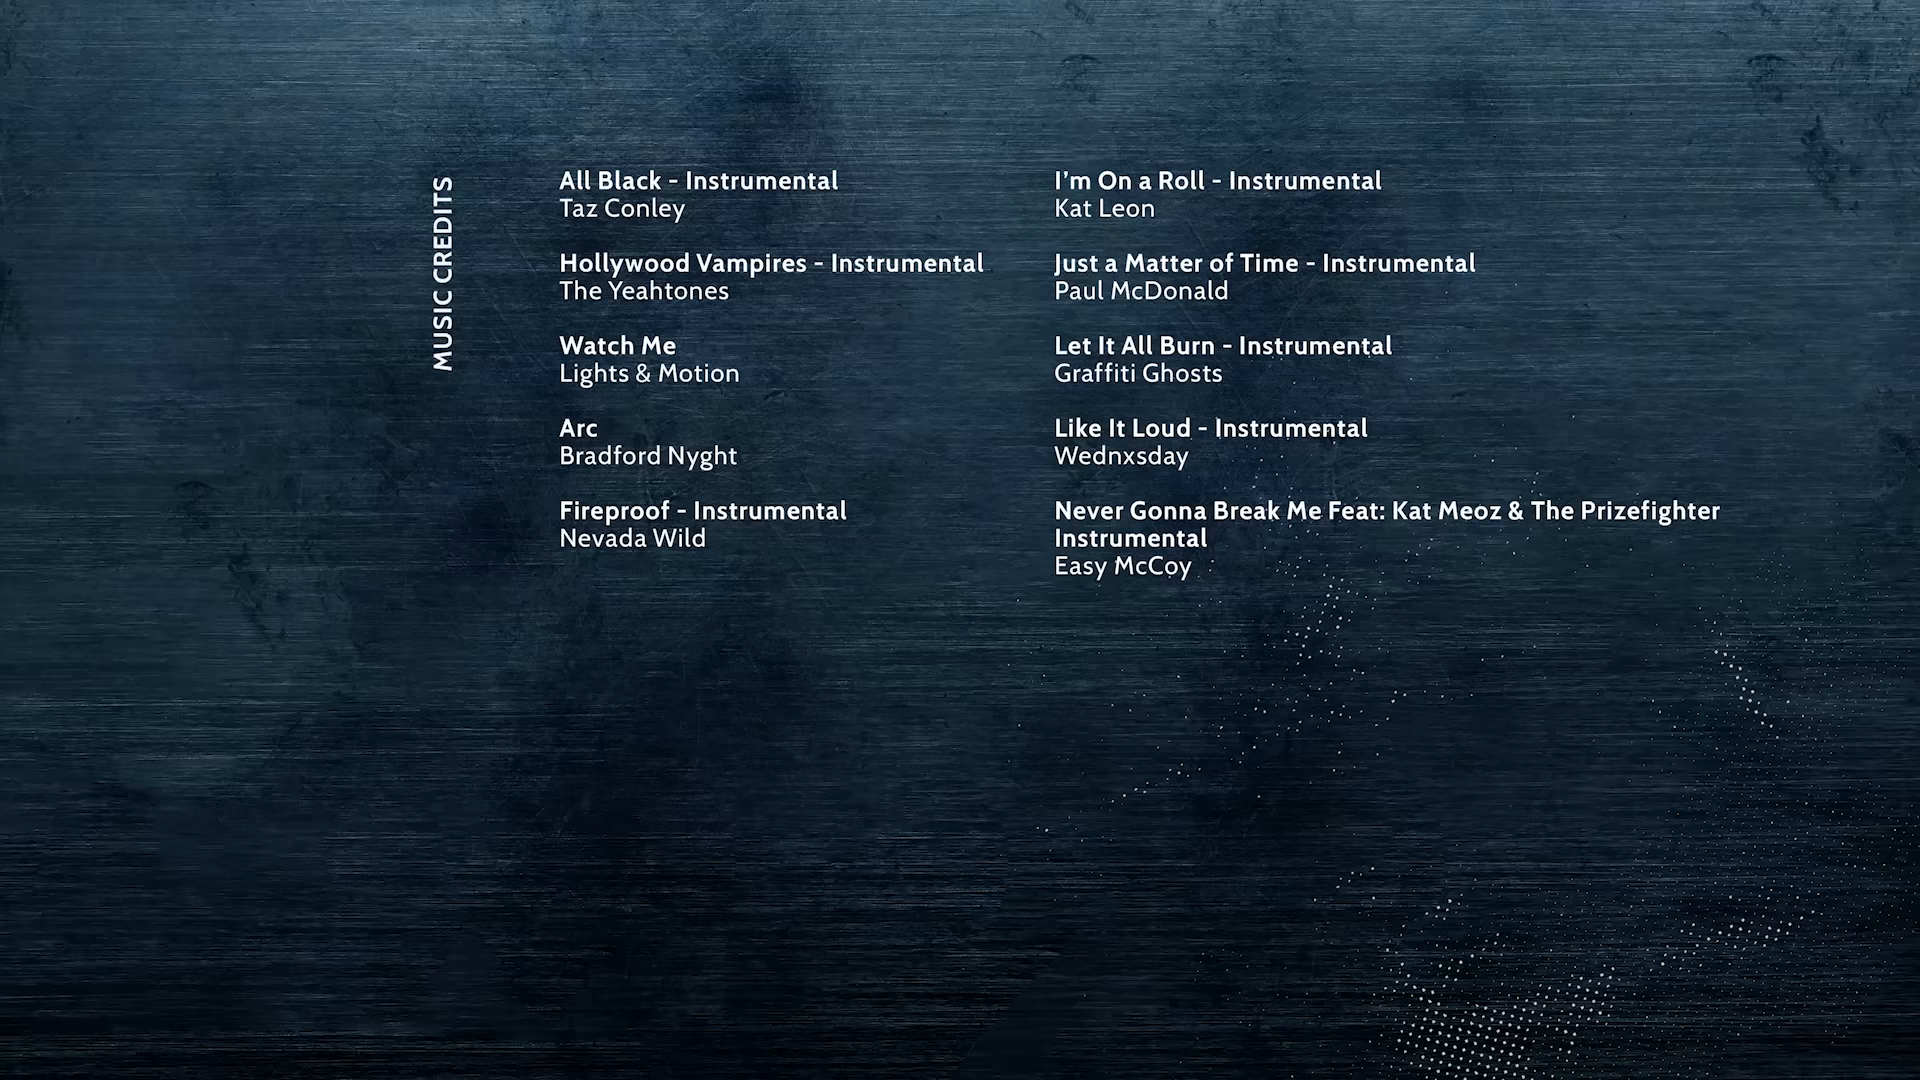 MUSIC CREDITS
All Black - Instrumental
Taz Conley
Hollywood Vampires - Instrumental
The Yeahtones
Watch Me
Lights & Motion
Arc
Bradford Nyght
Fireproof - Instrumental
Nevada Wild
I’m On a Roll - Instrumental
Kat Leon
Just a Matter of Time - Instrumental
Paul McDonald
Let It All Burn - Instrumental
Graffiti Ghosts
Like It Loud - Instrumental
Wednxsday
Never Gonna Break Me Feat: Kat Meoz & The Prizefighter
Instrumental
Easy McCoy